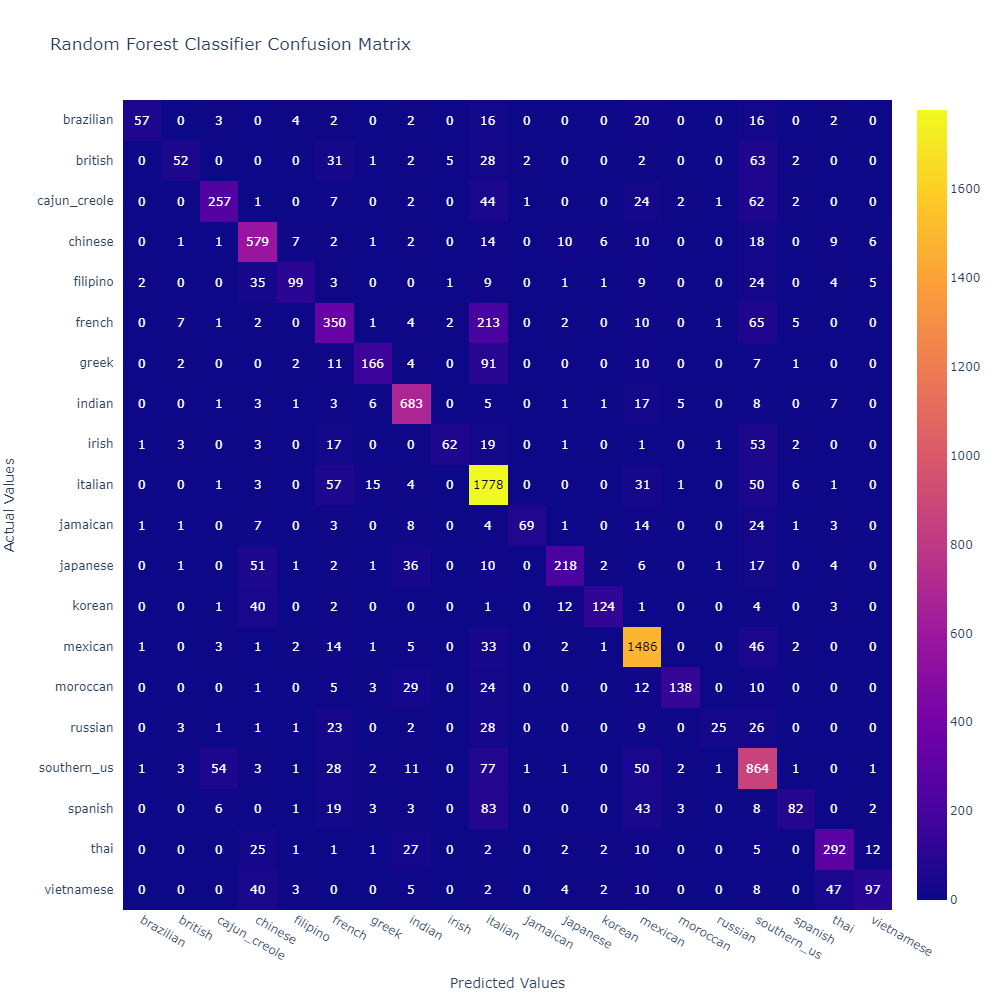 Random Forest Classifier Confusion Matrix
brazilian 57 0 3 0 4 2 0 2 0 16 0 0 0 20 0 0 16 0 2 0
british 0 52 0 0 0 31 1 2 5 28 2 0 0 2 0 0 63 2 0 0
cajun_creole 0 0 257 1 0 7 0 2 0 44 1 0 0 24 2 1 62 2 0 0
chinese 0 1 1 579 7 2 1 2 0 14 0 10 6 10 0 0 18 0 9 6
filipino 2 0 0 35 99 3 0 0 1 9 0 1 1 9 0 0 24 0 4 5
french 0 7 1 2 0 350 1 4 2 213 0 2 0 10 0 1 65 5 0 0
greek 0 2 0 0 2 11 166 4 0 91 0 0 0 10 0 0 7 1 0 0
indian 0 0 1 3 1 3 6 683 0 5 0 1 1 17 5 0 8 0 7 0
irish 1 3 0 3 0 17 0 0 62 19 0 1 0 1 0 1 53 2 0 0
italian 0 0 1 3 0 57 15 4 0 1778 0 0 0 31 1 0 50 6 1 0
jamaican 1 1 0 7 0 3 0 8 0 4 69 1 0 14 0 0 24 1 3 0
japanese 0 1 0 51 1 2 1 36 0 10 0 218 2 6 0 1 17 0 4 0
korean 0 0 1 40 0 2 0 0 0 1 0 12 124 1 0 0 4 0 3 0
mexican 1 0 3 1 2 14 1 5 0 33 0 2 1 1486 0 0 46 2 0 0
moroccan 0 0 0 1 0 5 3 29 0 24 0 0 0 12 138 0 10 0 0 0
russian 0 3 1 1 1 23 0 2 0 28 0 0 0 9 0 25 26 0 0 0
southern_us 1 3 54 3 1 28 2 11 0 77 1 1 0 50 2 1 864 1 0 1
spanish 0 0 6 0 1 19 3 3 0 83 0 0 0 43 3 0 8 82 0 2
thai 0 0 0 25 1 1 1 27 0 2 0 2 2 10 0 0 5 0 292 12
vietnamese 0 0 0 40 3 0 0 5 0 2 0 4 2 10 0 0 8 0 47 97
brazilian british cajun_creole chinese filipino french greek indian irish italian jamaican japanese korean mexican moroccan russian southern_us spanish thai vietnamese
Predicted Values
Actual Values
1600
1400
1200
1000
800
600
400
200
0